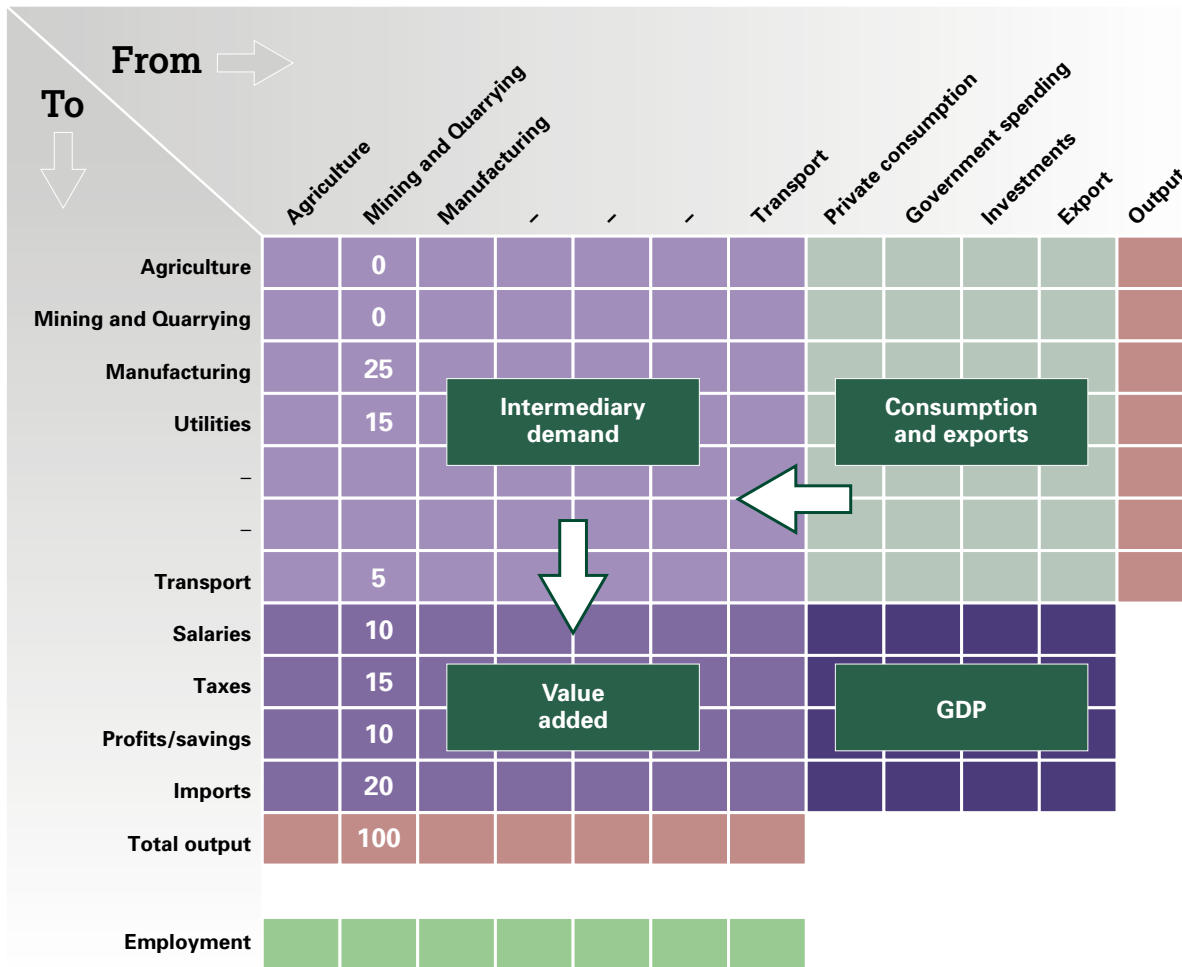 From
To
Agriculture
Mining and Quarrying
Manufacturing
–
–
–
Transport
Private consumption
Government spending
Investments
Export
Output
Agriculture 0
Mining and Quarrying 0
Manufacturing 25
Utilities 15
Intermediary
demand
Consumption
and exports
–
–
Transport 5
Salaries 10
Taxes 15
Value
added
GDP
Profits/savings 10
Imports 20
Total output 100
Employment